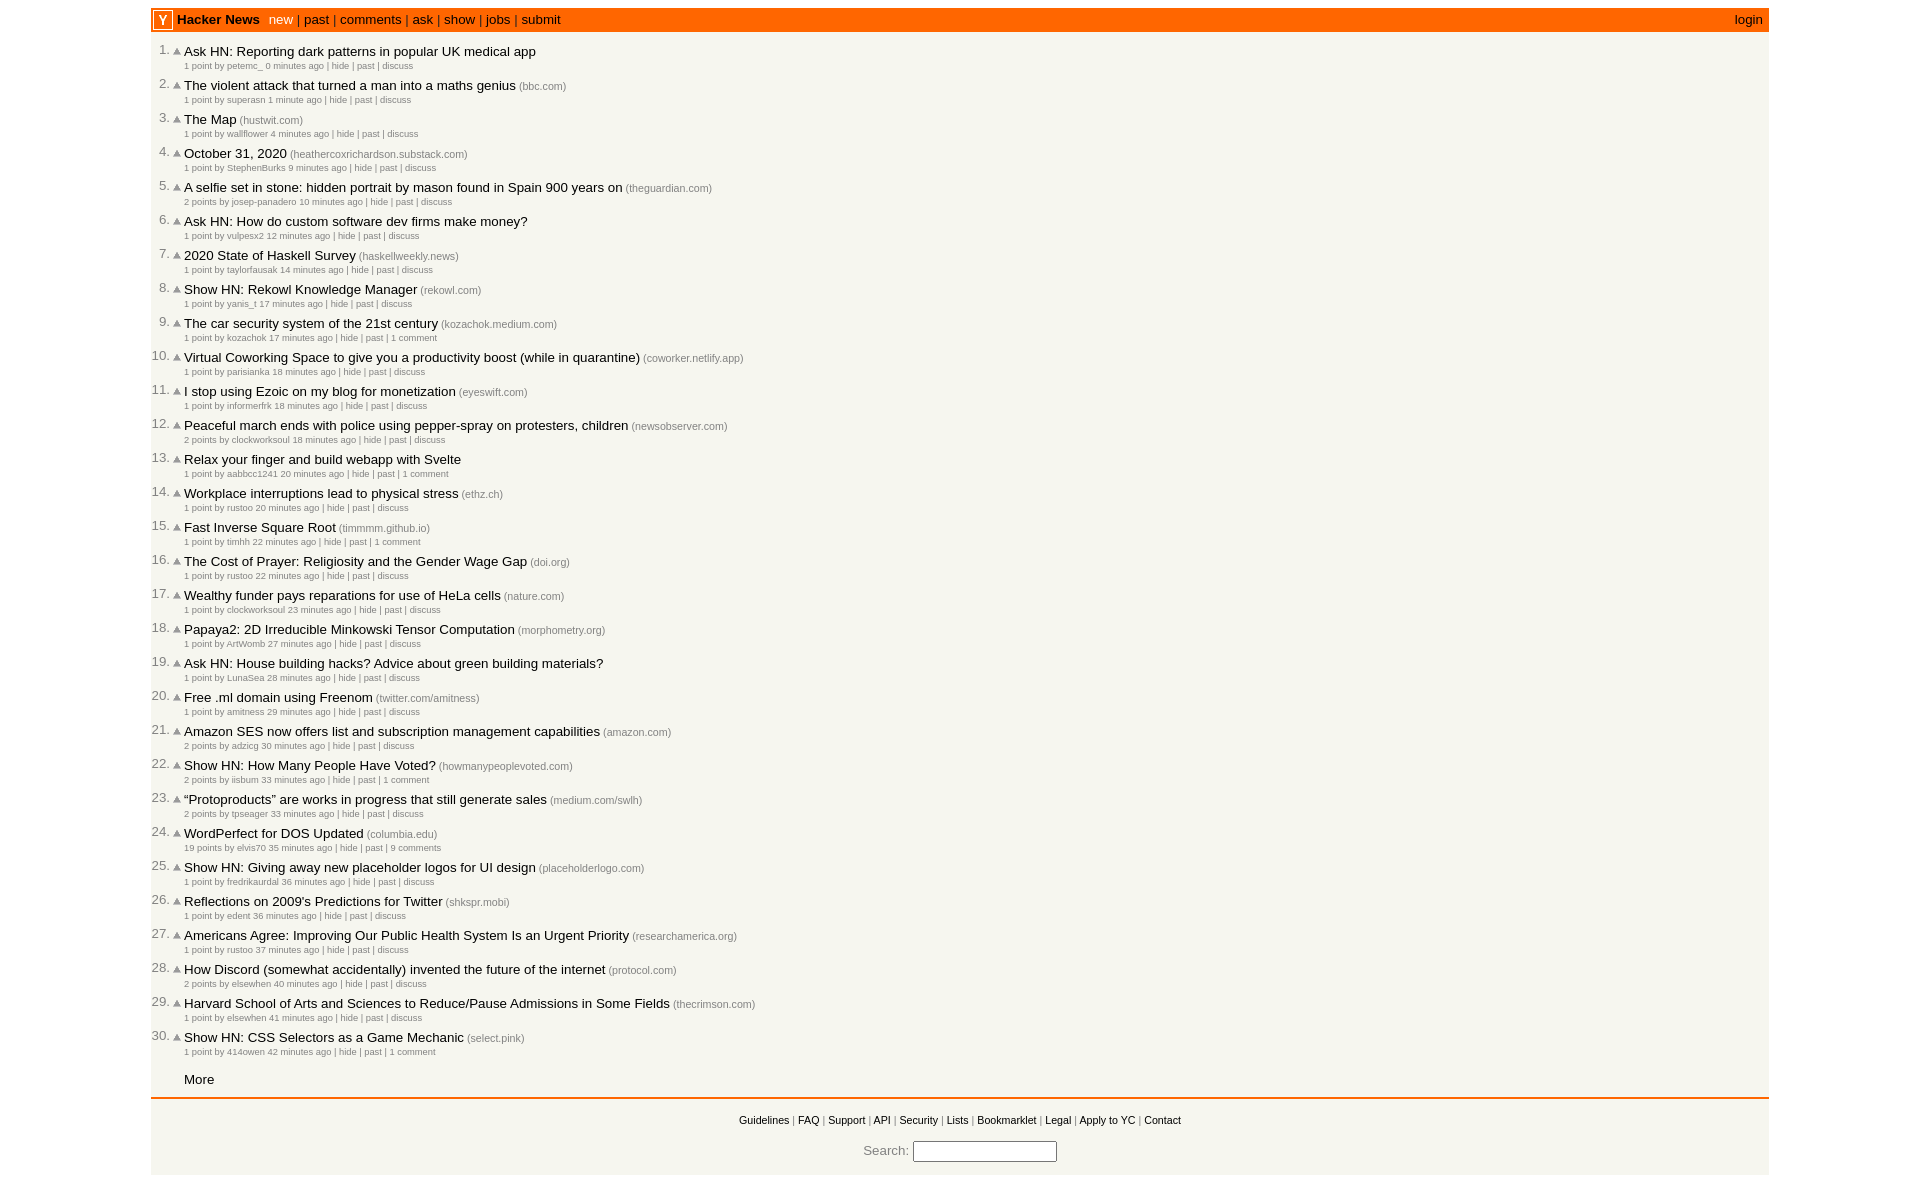 Y Hacker News new | past | comments | ask | show | jobs | submit login
1. Ask HN: Reporting dark patterns in popular UK medical app
1 point by petemc_ 0 minutes ago | hide | past | discuss
2. The violent attack that turned a man into a maths genius (bbc.com)
1 point by superasn 1 minute ago | hide | past | discuss
3. The Map (hustwit.com)
1 point by wallflower 4 minutes ago | hide | past | discuss
4. October 31, 2020 (heathercoxrichardson.substack.com)
1 point by StephenBurks 9 minutes ago | hide | past | discuss
5. A selfie set in stone: hidden portrait by mason found in Spain 900 years on (theguardian.com)
2 points by josep-panadero 10 minutes ago | hide | past | discuss
6. Ask HN: How do custom software dev firms make money?
1 point by vulpesx2 12 minutes ago | hide | past | discuss
7. 2020 State of Haskell Survey (haskellweekly.news)
1 point by taylorfausak 14 minutes ago | hide | past | discuss
8. Show HN: Rekowl Knowledge Manager (rekowl.com)
1 point by yanis_t 17 minutes ago | hide | past | discuss
9. The car security system of the 21st century (kozachok.medium.com)
1 point by kozachok 17 minutes ago | hide | past | 1 comment
10. Virtual Coworking Space to give you a productivity boost (while in quarantine) (coworker.netlify.app)
1 point by parisianka 18 minutes ago | hide | past | discuss
11. I stop using Ezoic on my blog for monetization (eyeswift.com)
1 point by informerfrk 18 minutes ago | hide | past | discuss
12. Peaceful march ends with police using pepper-spray on protesters, children (newsobserver.com)
2 points by clockworksoul 18 minutes ago | hide | past | discuss
13. Relax your finger and build webapp with Svelte
1 point by aabbcc1241 20 minutes ago | hide | past | 1 comment
14. Workplace interruptions lead to physical stress (ethz.ch)
1 point by rustoo 20 minutes ago | hide | past | discuss
15. Fast Inverse Square Root (timmmm.github.io)
1 point by timhh 22 minutes ago | hide | past | 1 comment
16. The Cost of Prayer: Religiosity and the Gender Wage Gap (doi.org)
1 point by rustoo 22 minutes ago | hide | past | discuss
17. Wealthy funder pays reparations for use of HeLa cells (nature.com)
1 point by clockworksoul 23 minutes ago | hide | past | discuss
18. Papaya2: 2D Irreducible Minkowski Tensor Computation (morphometry.org)
1 point by ArtWomb 27 minutes ago | hide | past | discuss
19. Ask HN: House building hacks? Advice about green building materials?
1 point by LunaSea 28 minutes ago | hide | past | discuss
20. Free .ml domain using Freenom (twitter.com/amitness)
1 point by amitness 29 minutes ago | hide | past | discuss
21. Amazon SES now offers list and subscription management capabilities (amazon.com)
2 points by adzicg 30 minutes ago | hide | past | discuss
22. Show HN: How Many People Have Voted? (howmanypeoplevoted.com)
2 points by iisbum 33 minutes ago | hide | past | 1 comment
23. “Protoproducts” are works in progress that still generate sales (medium.com/swlh)
2 points by tpseager 33 minutes ago | hide | past | discuss
24. WordPerfect for DOS Updated (columbia.edu)
19 points by elvis70 35 minutes ago | hide | past | 9 comments
25. Show HN: Giving away new placeholder logos for UI design (placeholderlogo.com)
1 point by fredrikaurdal 36 minutes ago | hide | past | discuss
26. Reflections on 2009's Predictions for Twitter (shkspr.mobi)
1 point by edent 36 minutes ago | hide | past | discuss
27. Americans Agree: Improving Our Public Health System Is an Urgent Priority (researchamerica.org)
1 point by rustoo 37 minutes ago | hide | past | discuss
28. How Discord (somewhat accidentally) invented the future of the internet (protocol.com)
2 points by elsewhen 40 minutes ago | hide | past | discuss
29. Harvard School of Arts and Sciences to Reduce/Pause Admissions in Some Fields (thecrimson.com)
1 point by elsewhen 41 minutes ago | hide | past | discuss
30. Show HN: CSS Selectors as a Game Mechanic (select.pink)
1 point by 414owen 42 minutes ago | hide | past | 1 comment
More
Guidelines | FAQ | Support | API | Security | Lists | Bookmarklet | Legal | Apply to YC | Contact
Search: